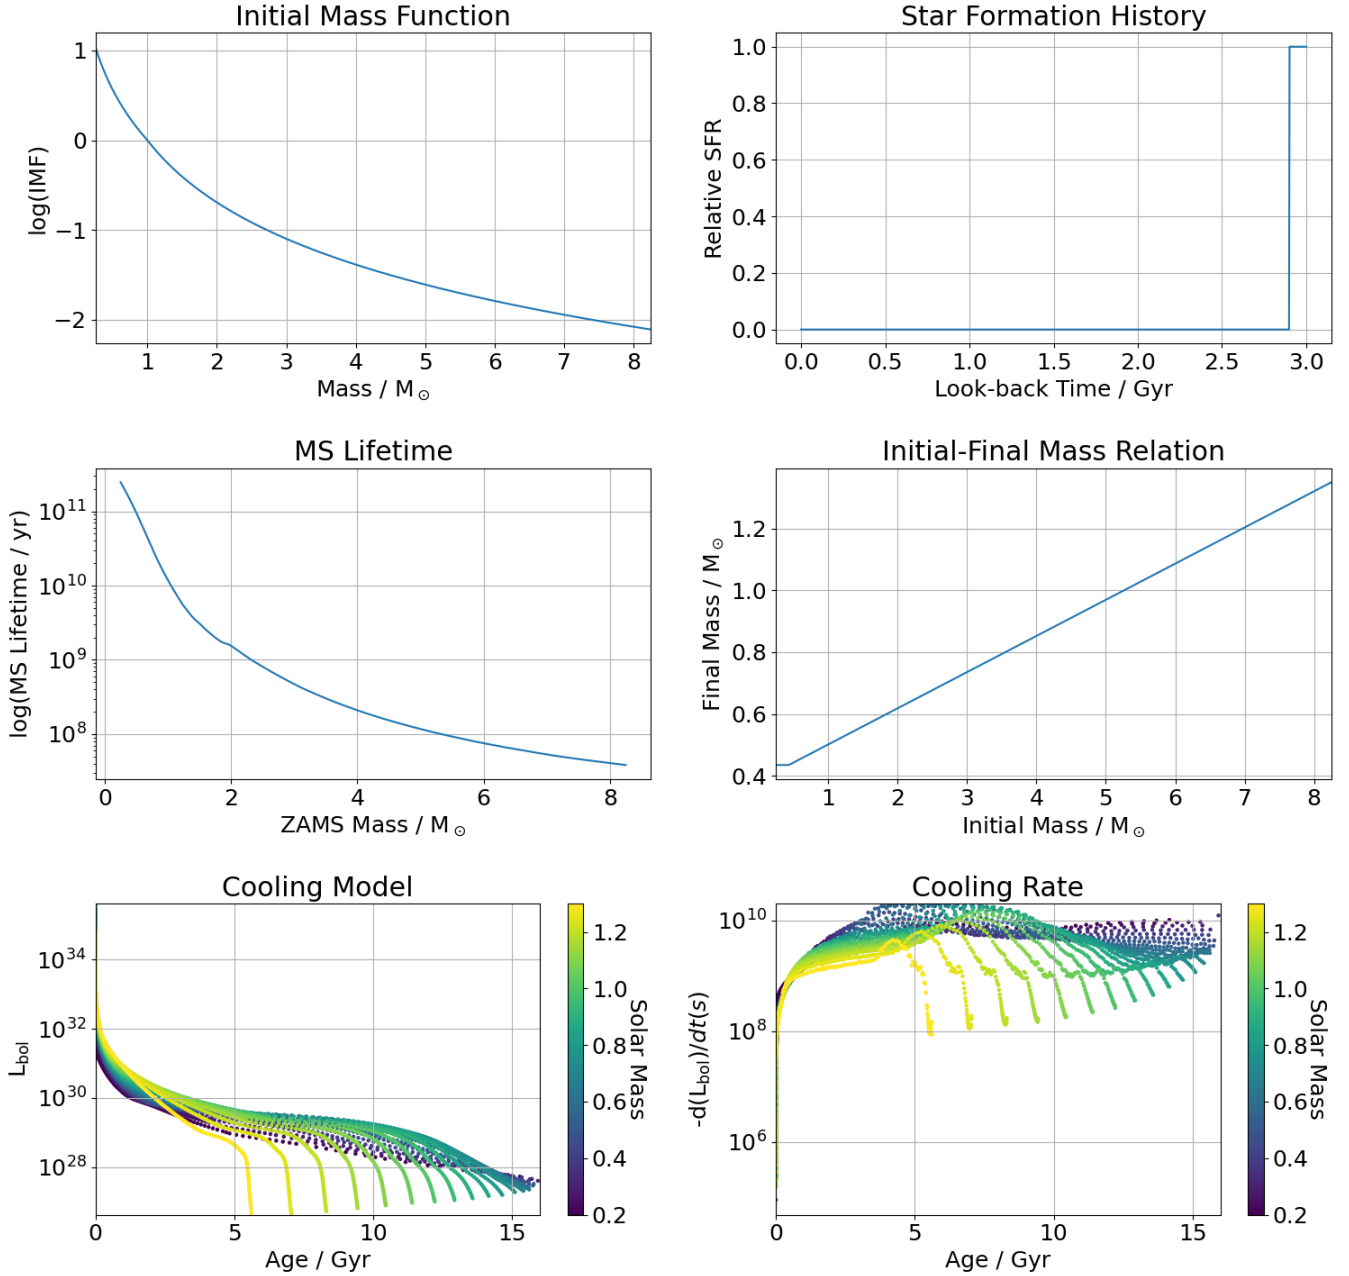 Initial Mass Function
log(IMF)
1
0
−1
−2
1 2 3 4 5 6 7 8
Mass / M⊙
Star Formation History
Relative SFR
1.0
0.8
0.6
0.4
0.2
0.0
0.0 0.5 1.0 1.5 2.0 2.5 3.0
Look-back Time / Gyr
MS Lifetime
log(MS Lifetime / yr)
10¹¹
10¹⁰
10⁹
10⁸
0 2 4 6 8
ZAMS Mass / M⊙
Initial-Final Mass Relation
Final Mass / M⊙
1.2
1.0
0.8
0.6
0.4
1 2 3 4 5 6 7 8
Initial Mass / M⊙
Cooling Model
L_bol
10³⁴
10³²
10³⁰
10²⁸
0 5 10 15
Age / Gyr
1.2
1.0
0.8
0.6
0.4
0.2
Solar Mass
Cooling Rate
-d(L_bol)/dt(s)
10¹⁰
10⁸
10⁶
0 5 10 15
Age / Gyr
1.2
1.0
0.8
0.6
0.4
0.2
Solar Mass